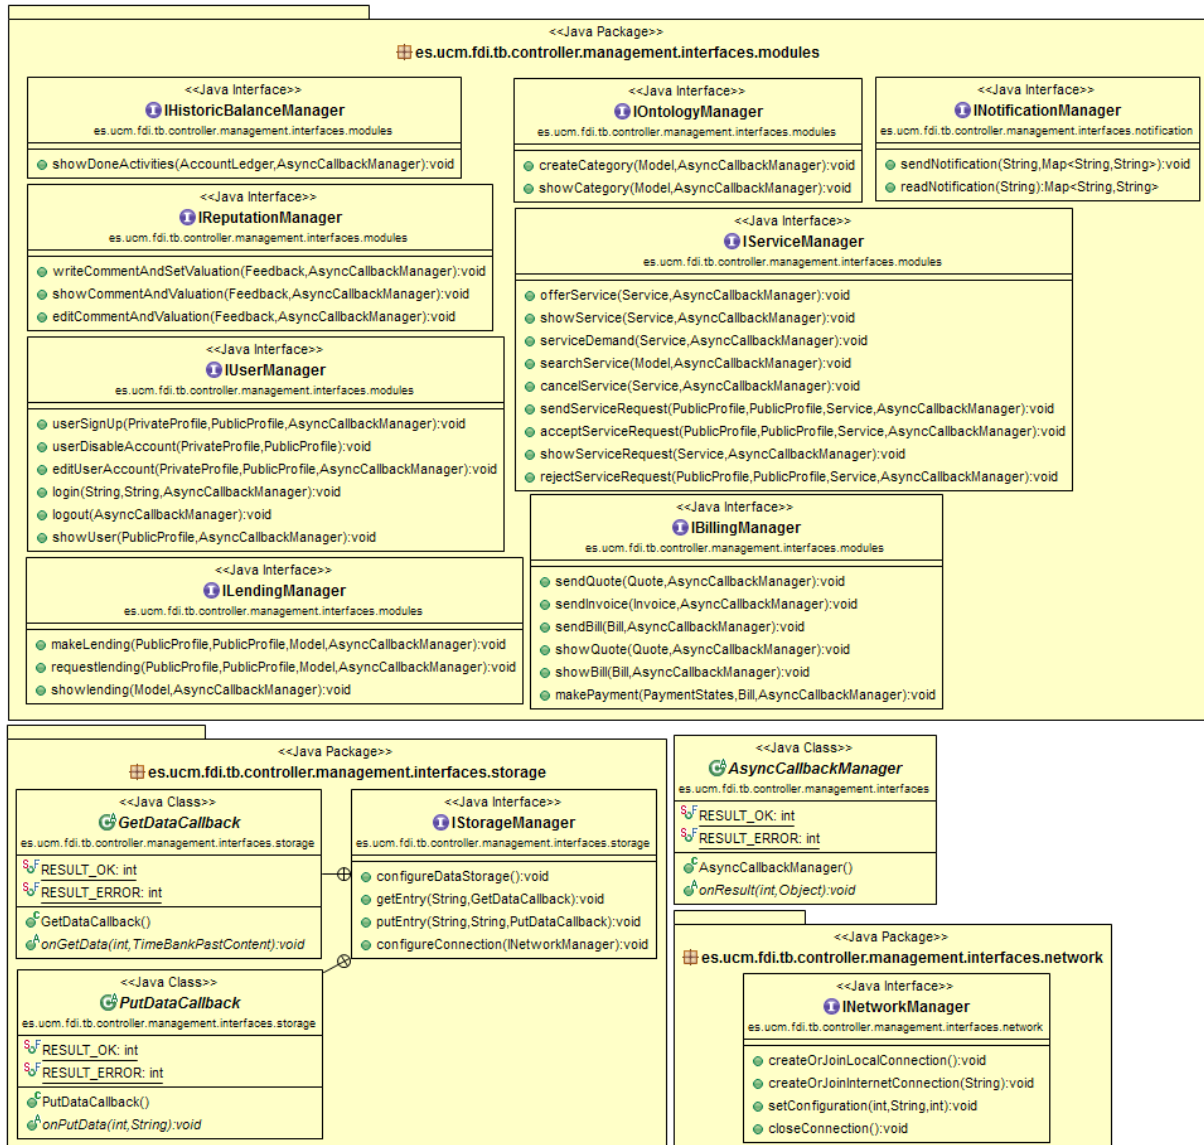 <<Java Package>>
es.ucm.fdi.tb.controller.management.interfaces.modules
<<Java Interface>>
IHistoricBalanceManager
es.ucm.fdi.tb.controller.management.interfaces.modules
showDoneActivities(AccountLedger,AsyncCallbackManager):void
<<Java Interface>>
IOntologyManager
es.ucm.fdi.tb.controller.management.interfaces.modules
createCategory(Model,AsyncCallbackManager):void
showCategory(Model,AsyncCallbackManager):void
<<Java Interface>>
INotificationManager
es.ucm.fdi.tb.controller.management.interfaces.notification
sendNotification(String,Map<String,String>):void
readNotification(String):Map<String,String>
<<Java Interface>>
IReputationManager
es.ucm.fdi.tb.controller.management.interfaces.modules
writeCommentAndSetValuation(Feedback,AsyncCallbackManager):void
showCommentAndValuation(Feedback,AsyncCallbackManager):void
editCommentAndValuation(Feedback,AsyncCallbackManager):void
<<Java Interface>>
IServiceManager
es.ucm.fdi.tb.controller.management.interfaces.modules
offerService(Service,AsyncCallbackManager):void
showService(Service,AsyncCallbackManager):void
serviceDemand(Service,AsyncCallbackManager):void
searchService(Model,AsyncCallbackManager):void
cancelService(Service,AsyncCallbackManager):void
sendServiceRequest(PublicProfile,PublicProfile,Service,AsyncCallbackManager):void
acceptServiceRequest(PublicProfile,PublicProfile,Service,AsyncCallbackManager):void
showServiceRequest(Service,AsyncCallbackManager):void
rejectServiceRequest(PublicProfile,PublicProfile,Service,AsyncCallbackManager):void
<<Java Interface>>
IUserManager
es.ucm.fdi.tb.controller.management.interfaces.modules
userSignUp(PrivateProfile,PublicProfile,AsyncCallbackManager):void
userDisableAccount(PrivateProfile,PublicProfile):void
editUserAccount(PrivateProfile,PublicProfile,AsyncCallbackManager):void
login(String,String,AsyncCallbackManager):void
logout(AsyncCallbackManager):void
showUser(PublicProfile,AsyncCallbackManager):void
<<Java Interface>>
IBillingManager
es.ucm.fdi.tb.controller.management.interfaces.modules
sendQuote(Quote,AsyncCallbackManager):void
sendInvoice(Invoice,AsyncCallbackManager):void
sendBill(Bill,AsyncCallbackManager):void
showQuote(Quote,AsyncCallbackManager):void
showBill(Bill,AsyncCallbackManager):void
makePayment(PaymentStates,Bill,AsyncCallbackManager):void
<<Java Interface>>
ILendingManager
es.ucm.fdi.tb.controller.management.interfaces.modules
makeLending(PublicProfile,PublicProfile,Model,AsyncCallbackManager):void
requestlending(PublicProfile,PublicProfile,Model,AsyncCallbackManager):void
showlending(Model,AsyncCallbackManager):void
<<Java Package>>
es.ucm.fdi.tb.controller.management.interfaces.storage
<<Java Class>>
GetDataCallback
es.ucm.fdi.tb.controller.management.interfaces.storage
RESULT_OK: int
RESULT_ERROR: int
GetDataCallback()
onGetData(int,TimeBankPastContent):void
<<Java Interface>>
IStorageManager
es.ucm.fdi.tb.controller.management.interfaces.storage
configureDataStorage():void
getEntry(String,GetDataCallback):void
putEntry(String,String,PutDataCallback):void
configureConnection(INetworkManager):void
<<Java Class>>
PutDataCallback
es.ucm.fdi.tb.controller.management.interfaces.storage
RESULT_OK: int
RESULT_ERROR: int
PutDataCallback()
onPutData(int,String):void
<<Java Class>>
AsyncCallbackManager
es.ucm.fdi.tb.controller.management.interfaces
RESULT_OK: int
RESULT_ERROR: int
AsyncCallbackManager()
onResult(int,Object):void
<<Java Package>>
es.ucm.fdi.tb.controller.management.interfaces.network
<<Java Interface>>
INetworkManager
es.ucm.fdi.tb.controller.management.interfaces.network
createOrJoinLocalConnection():void
createOrJoinInternetConnection(String):void
setConfiguration(int,String,int):void
closeConnection():void